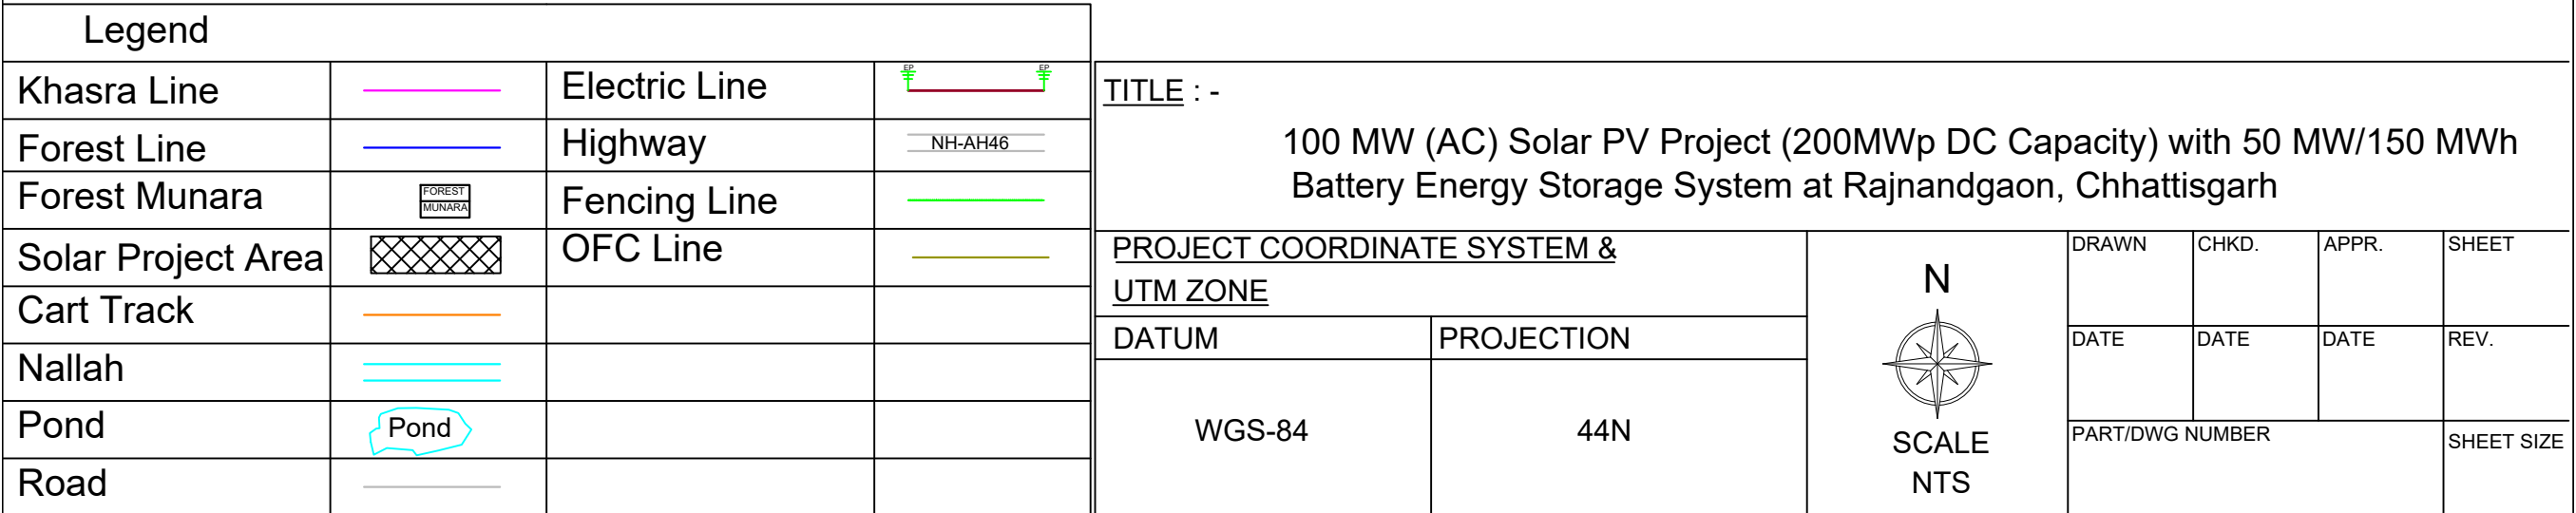 Legend
Khasra Line
Electric Line
EP
EP
Forest Line
Highway
NH-AH46
Forest Munara
FOREST
MUNARA
Fencing Line
Solar Project Area
OFC Line
Cart Track
Nallah
Pond
Pond
Road
TITLE : -
100 MW (AC) Solar PV Project (200MWp DC Capacity) with 50 MW/150 MWh
Battery Energy Storage System at Rajnandgaon, Chhattisgarh
PROJECT COORDINATE SYSTEM &
UTM ZONE
DATUM
PROJECTION
WGS-84
44N
N
SCALE
NTS
DRAWN
CHKD.
APPR.
SHEET
DATE
DATE
DATE
REV.
PART/DWG NUMBER
SHEET SIZE